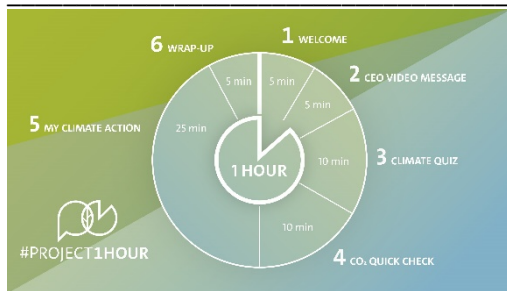 1 WELCOME
5 min
2 CEO VIDEO MESSAGE
5 min
3 CLIMATE QUIZ
10 min
4 CO₂ QUICK CHECK
10 min
5 MY CLIMATE ACTION
25 min
6 WRAP-UP
5 min
1 HOUR
#PROJECT1HOUR